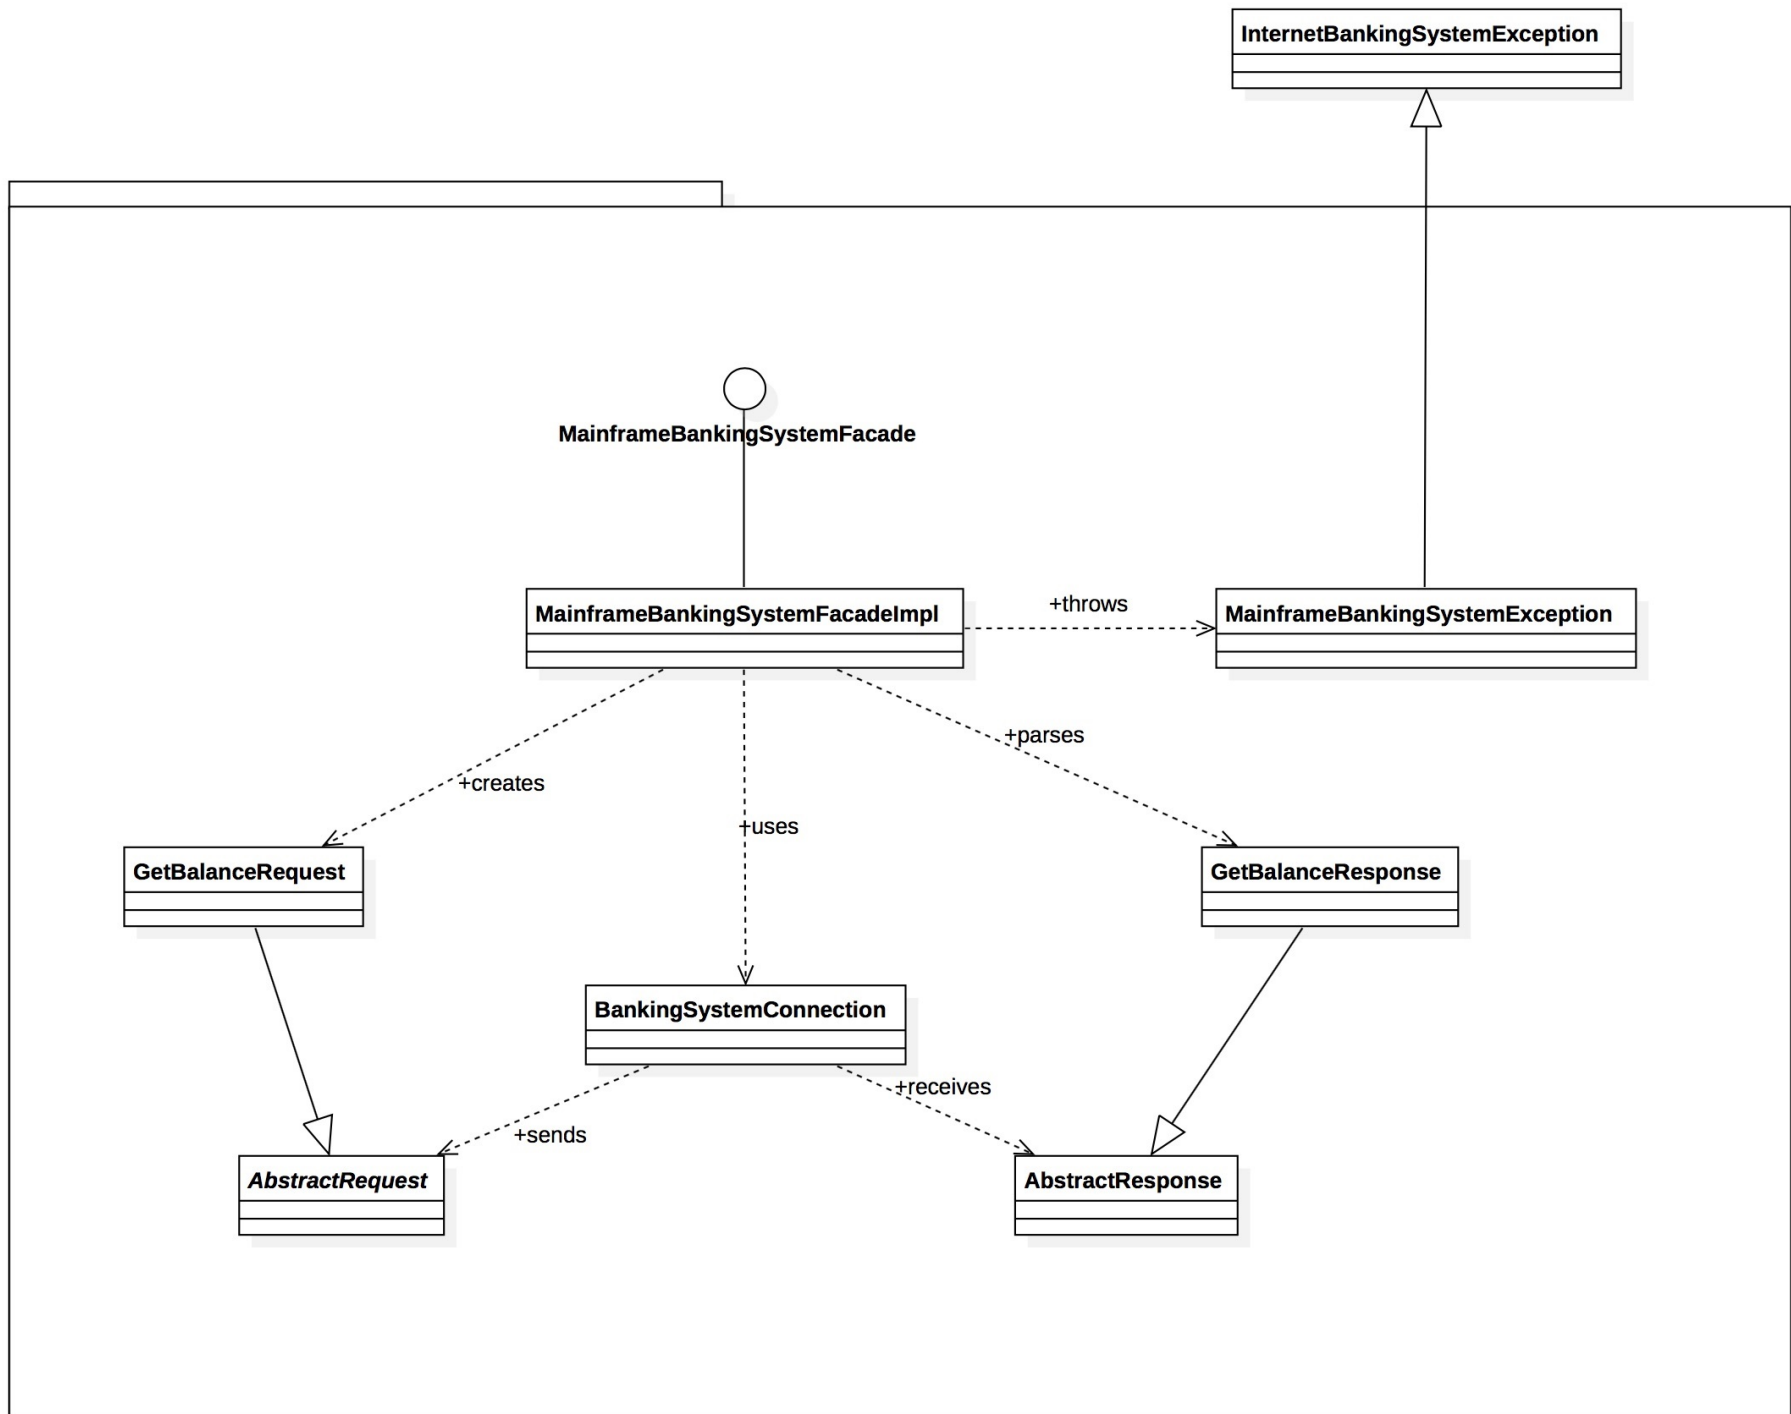 InternetBankingSystemException
MainframeBankingSystemFacade
MainframeBankingSystemFacadeImpl
+throws
MainframeBankingSystemException
+parses
+creates
+uses
GetBalanceRequest
GetBalanceResponse
BankingSystemConnection
+receives
+sends
AbstractRequest
AbstractResponse